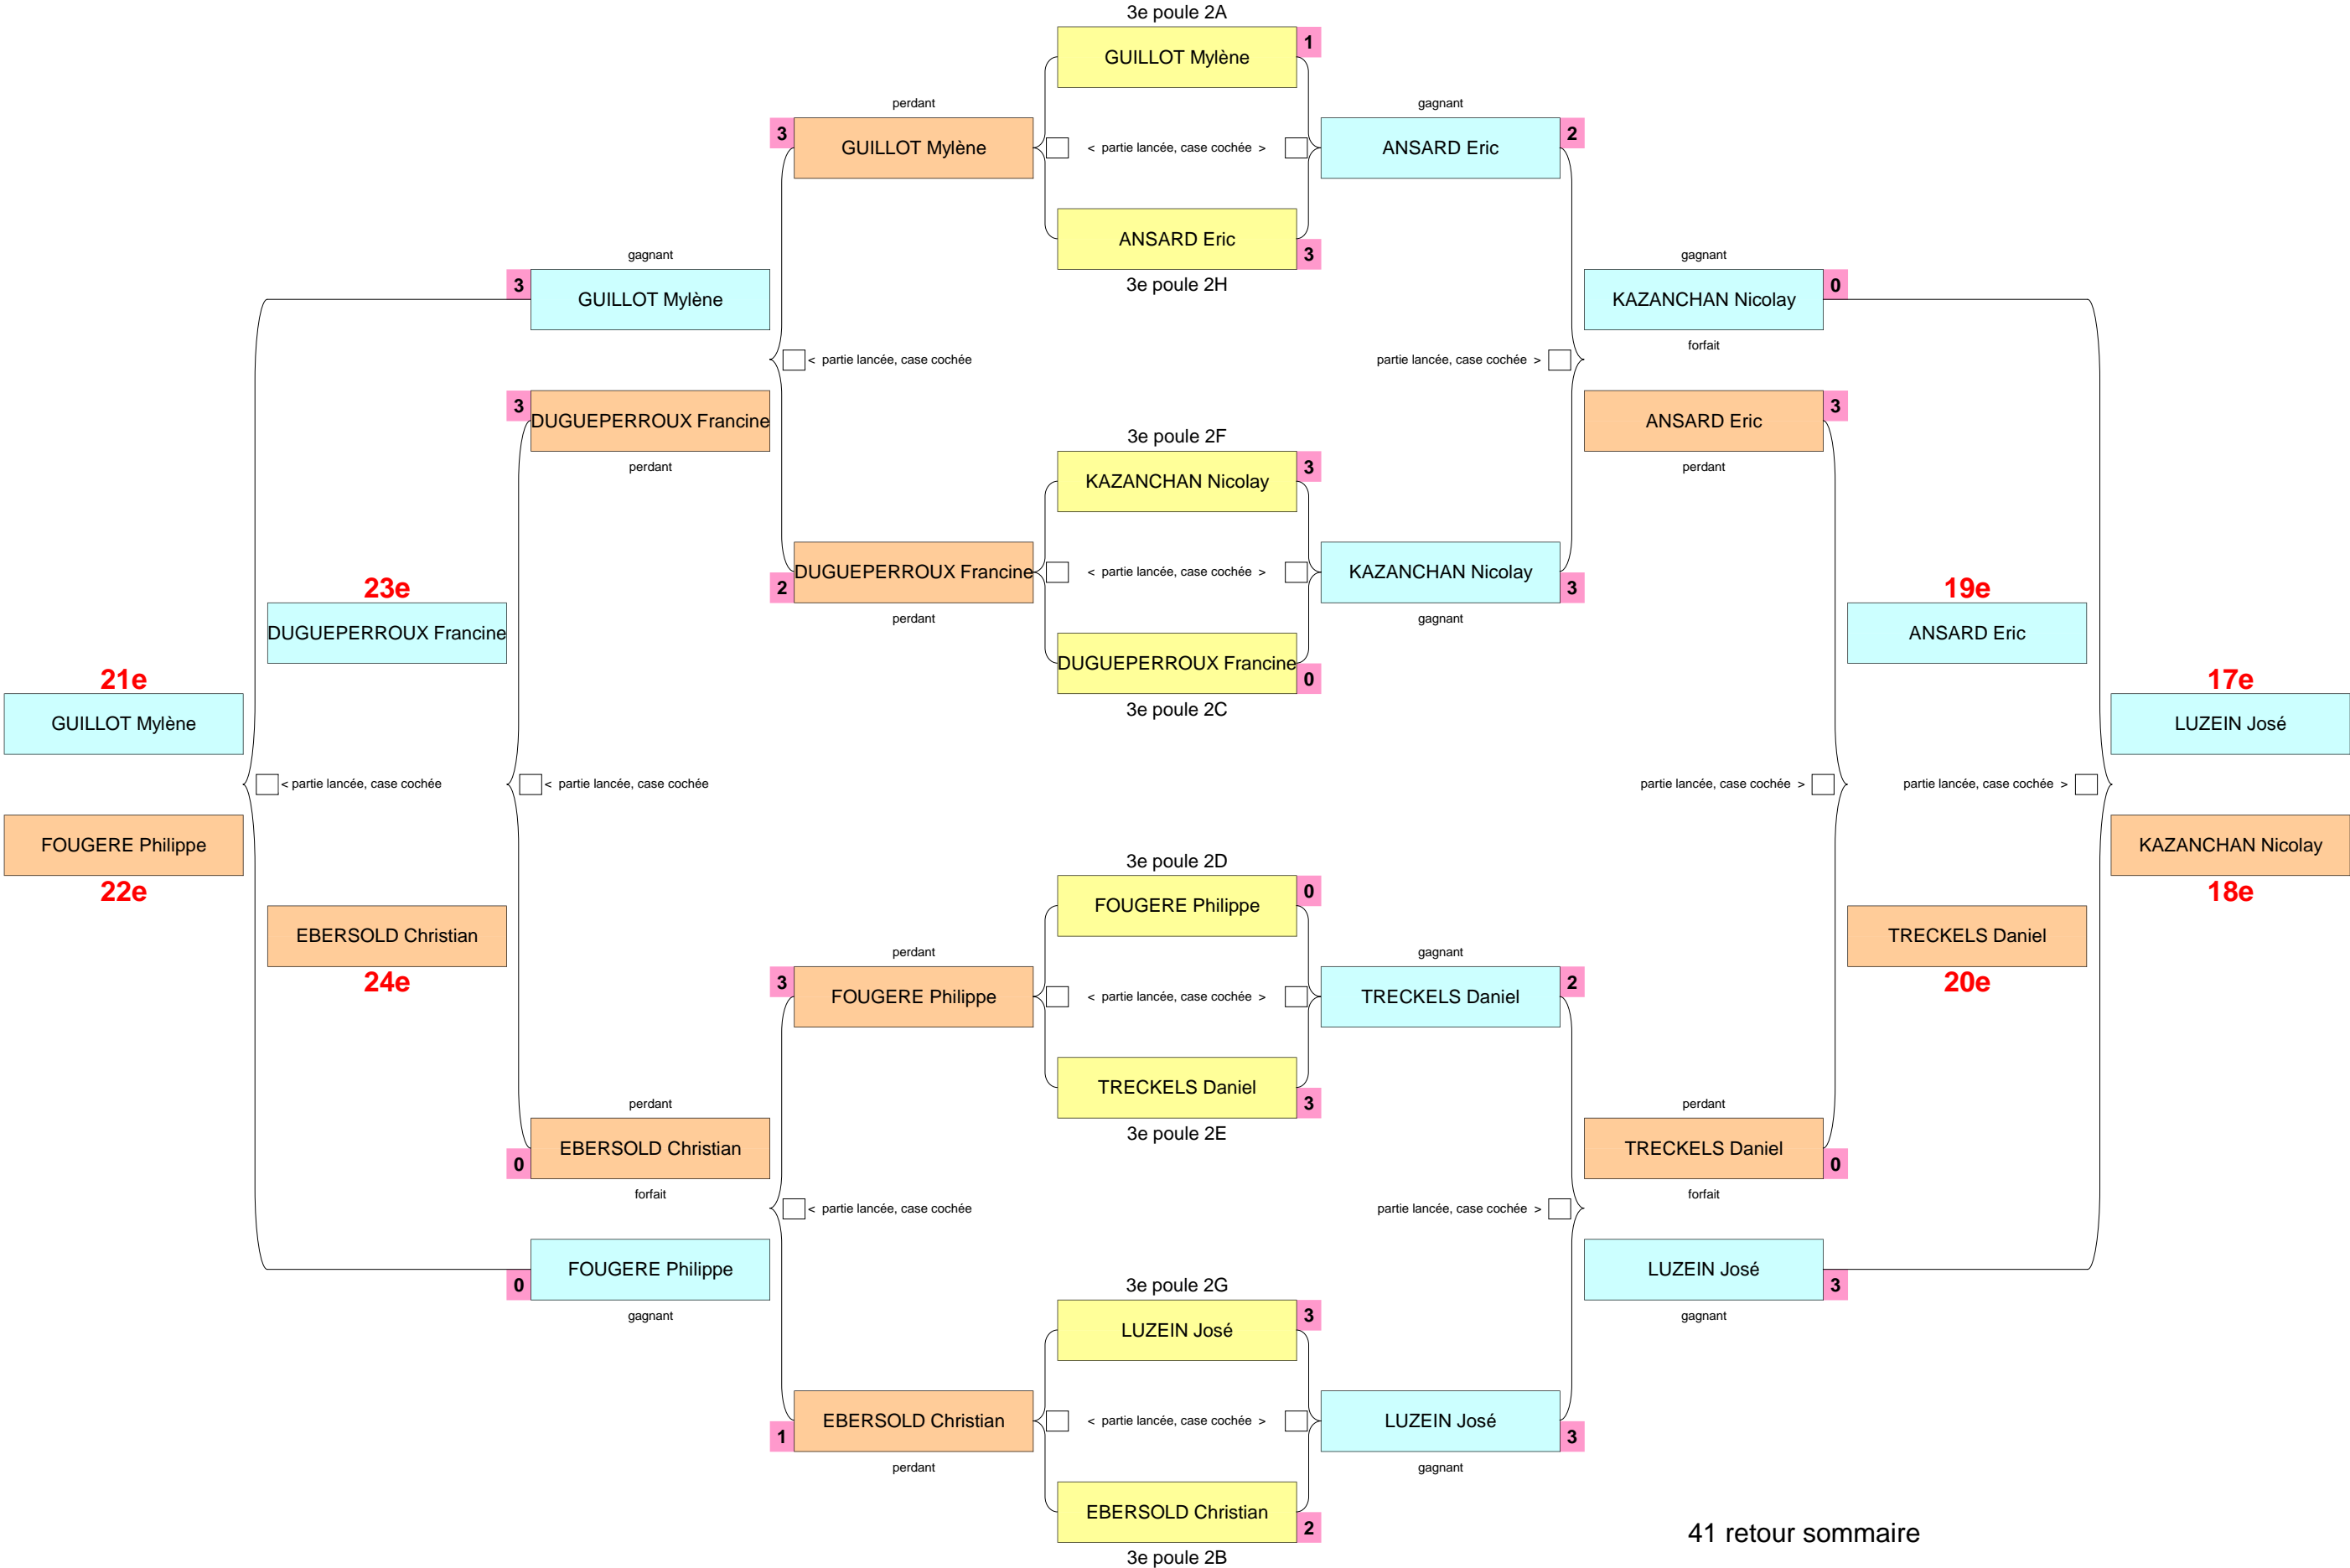 3e poule 2A
GUILLOT Mylène 1
perdant gagnant
3 GUILLOT Mylène < partie lancée, case cochée > ANSARD Eric 2
ANSARD Eric 3
3e poule 2H
gagnant gagnant
3 GUILLOT Mylène KAZANCHAN Nicolay 0
forfait
< partie lancée, case cochée partie lancée, case cochée >
3 DUGUEPERROUX Francine ANSARD Eric 3
perdant perdant
3e poule 2F
KAZANCHAN Nicolay 3
2 DUGUEPERROUX Francine < partie lancée, case cochée > KAZANCHAN Nicolay 3
perdant gagnant
DUGUEPERROUX Francine 0
3e poule 2C
23e 19e
DUGUEPERROUX Francine ANSARD Eric
21e 17e
GUILLOT Mylène LUZEIN José
< partie lancée, case cochée < partie lancée, case cochée partie lancée, case cochée > partie lancée, case cochée >
FOUGERE Philippe KAZANCHAN Nicolay
22e 18e
EBERSOLD Christian TRECKELS Daniel
24e 20e
3e poule 2D
FOUGERE Philippe 0
perdant gagnant
3 FOUGERE Philippe < partie lancée, case cochée > TRECKELS Daniel 2
TRECKELS Daniel 3
3e poule 2E
perdant perdant
0 EBERSOLD Christian TRECKELS Daniel 0
forfait forfait
< partie lancée, case cochée partie lancée, case cochée >
0 FOUGERE Philippe LUZEIN José 3
gagnant gagnant
3e poule 2G
LUZEIN José 3
1 EBERSOLD Christian < partie lancée, case cochée > LUZEIN José 3
perdant gagnant
EBERSOLD Christian 2
3e poule 2B
41 retour sommaire